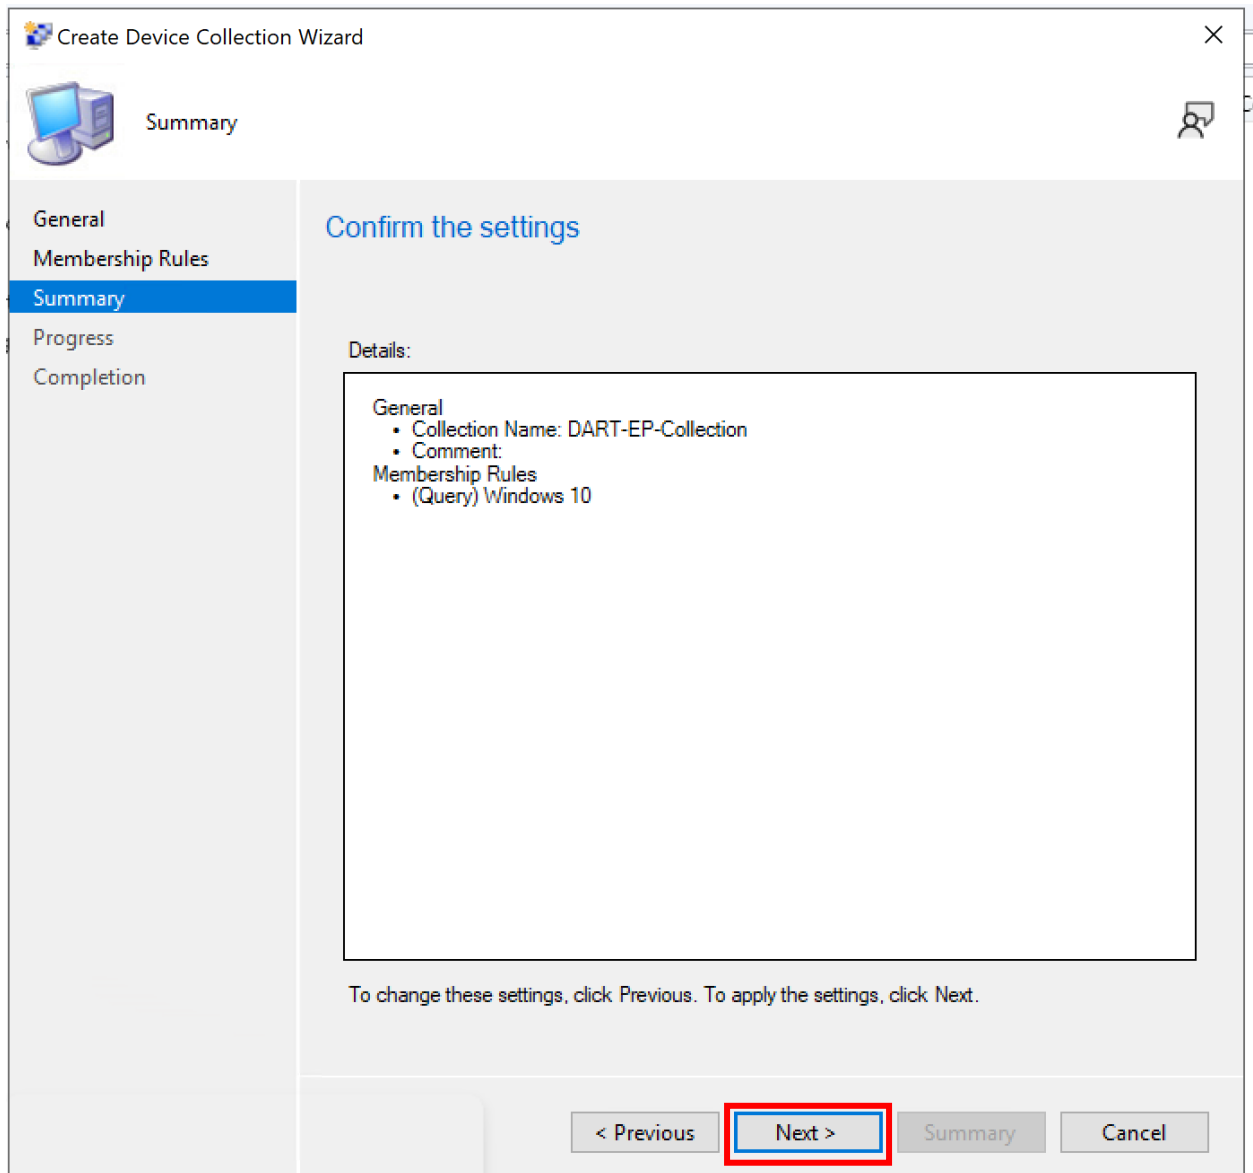 Create Device Collection Wizard
Summary
General
Membership Rules
Summary
Progress
Completion
Confirm the settings
Details:
General
• Collection Name: DART-EP-Collection
• Comment:
Membership Rules
• (Query) Windows 10
To change these settings, click Previous. To apply the settings, click Next.
< Previous
Next >
Summary
Cancel